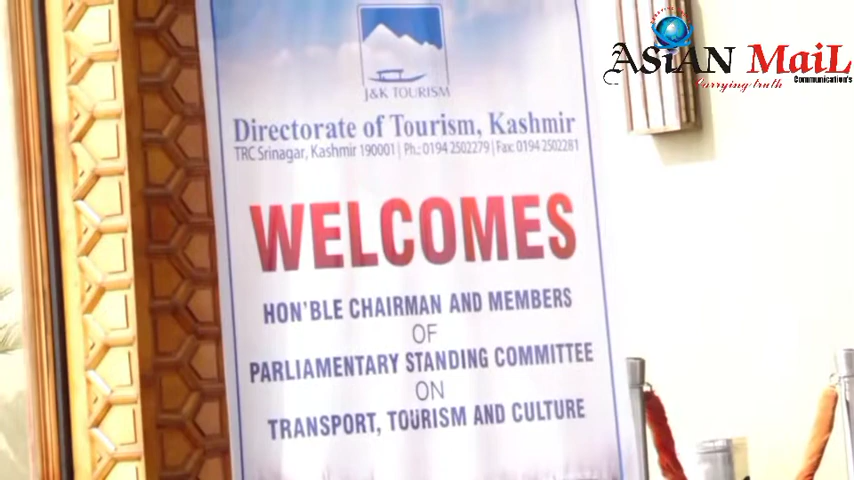 J&K TOURISM
Directorate of Tourism, Kashmir
TRC Srinagar, Kashmir 190001 | Ph.: 0194 2502279 | Fax: 0194 2502281
WELCOMES
HON'BLE CHAIRMAN AND MEMBERS
OF
PARLIAMENTARY STANDING COMMITTEE
ON
TRANSPORT, TOURISM AND CULTURE
ASIAN MAIL
Communication's
Carrying truth